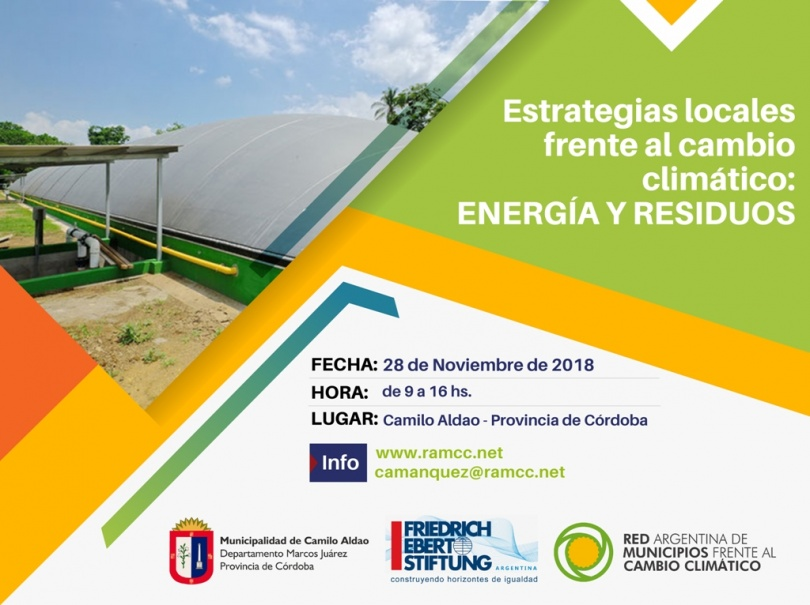 Estrategias locales
frente al cambio
climático:
ENERGÍA Y RESIDUOS
FECHA: 28 de Noviembre de 2018
HORA: de 9 a 16 hs.
LUGAR: Camilo Aldao - Provincia de Córdoba
Info
www.ramcc.net
camanquez@ramcc.net
Municipalidad de Camilo Aldao
Departamento Marcos Juárez
Provincia de Córdoba
FRIEDRICH
EBERT
STIFTUNG
ARGENTINA
construyendo horizontes de igualdad
RED ARGENTINA DE
MUNICIPIOS FRENTE AL
CAMBIO CLIMÁTICO